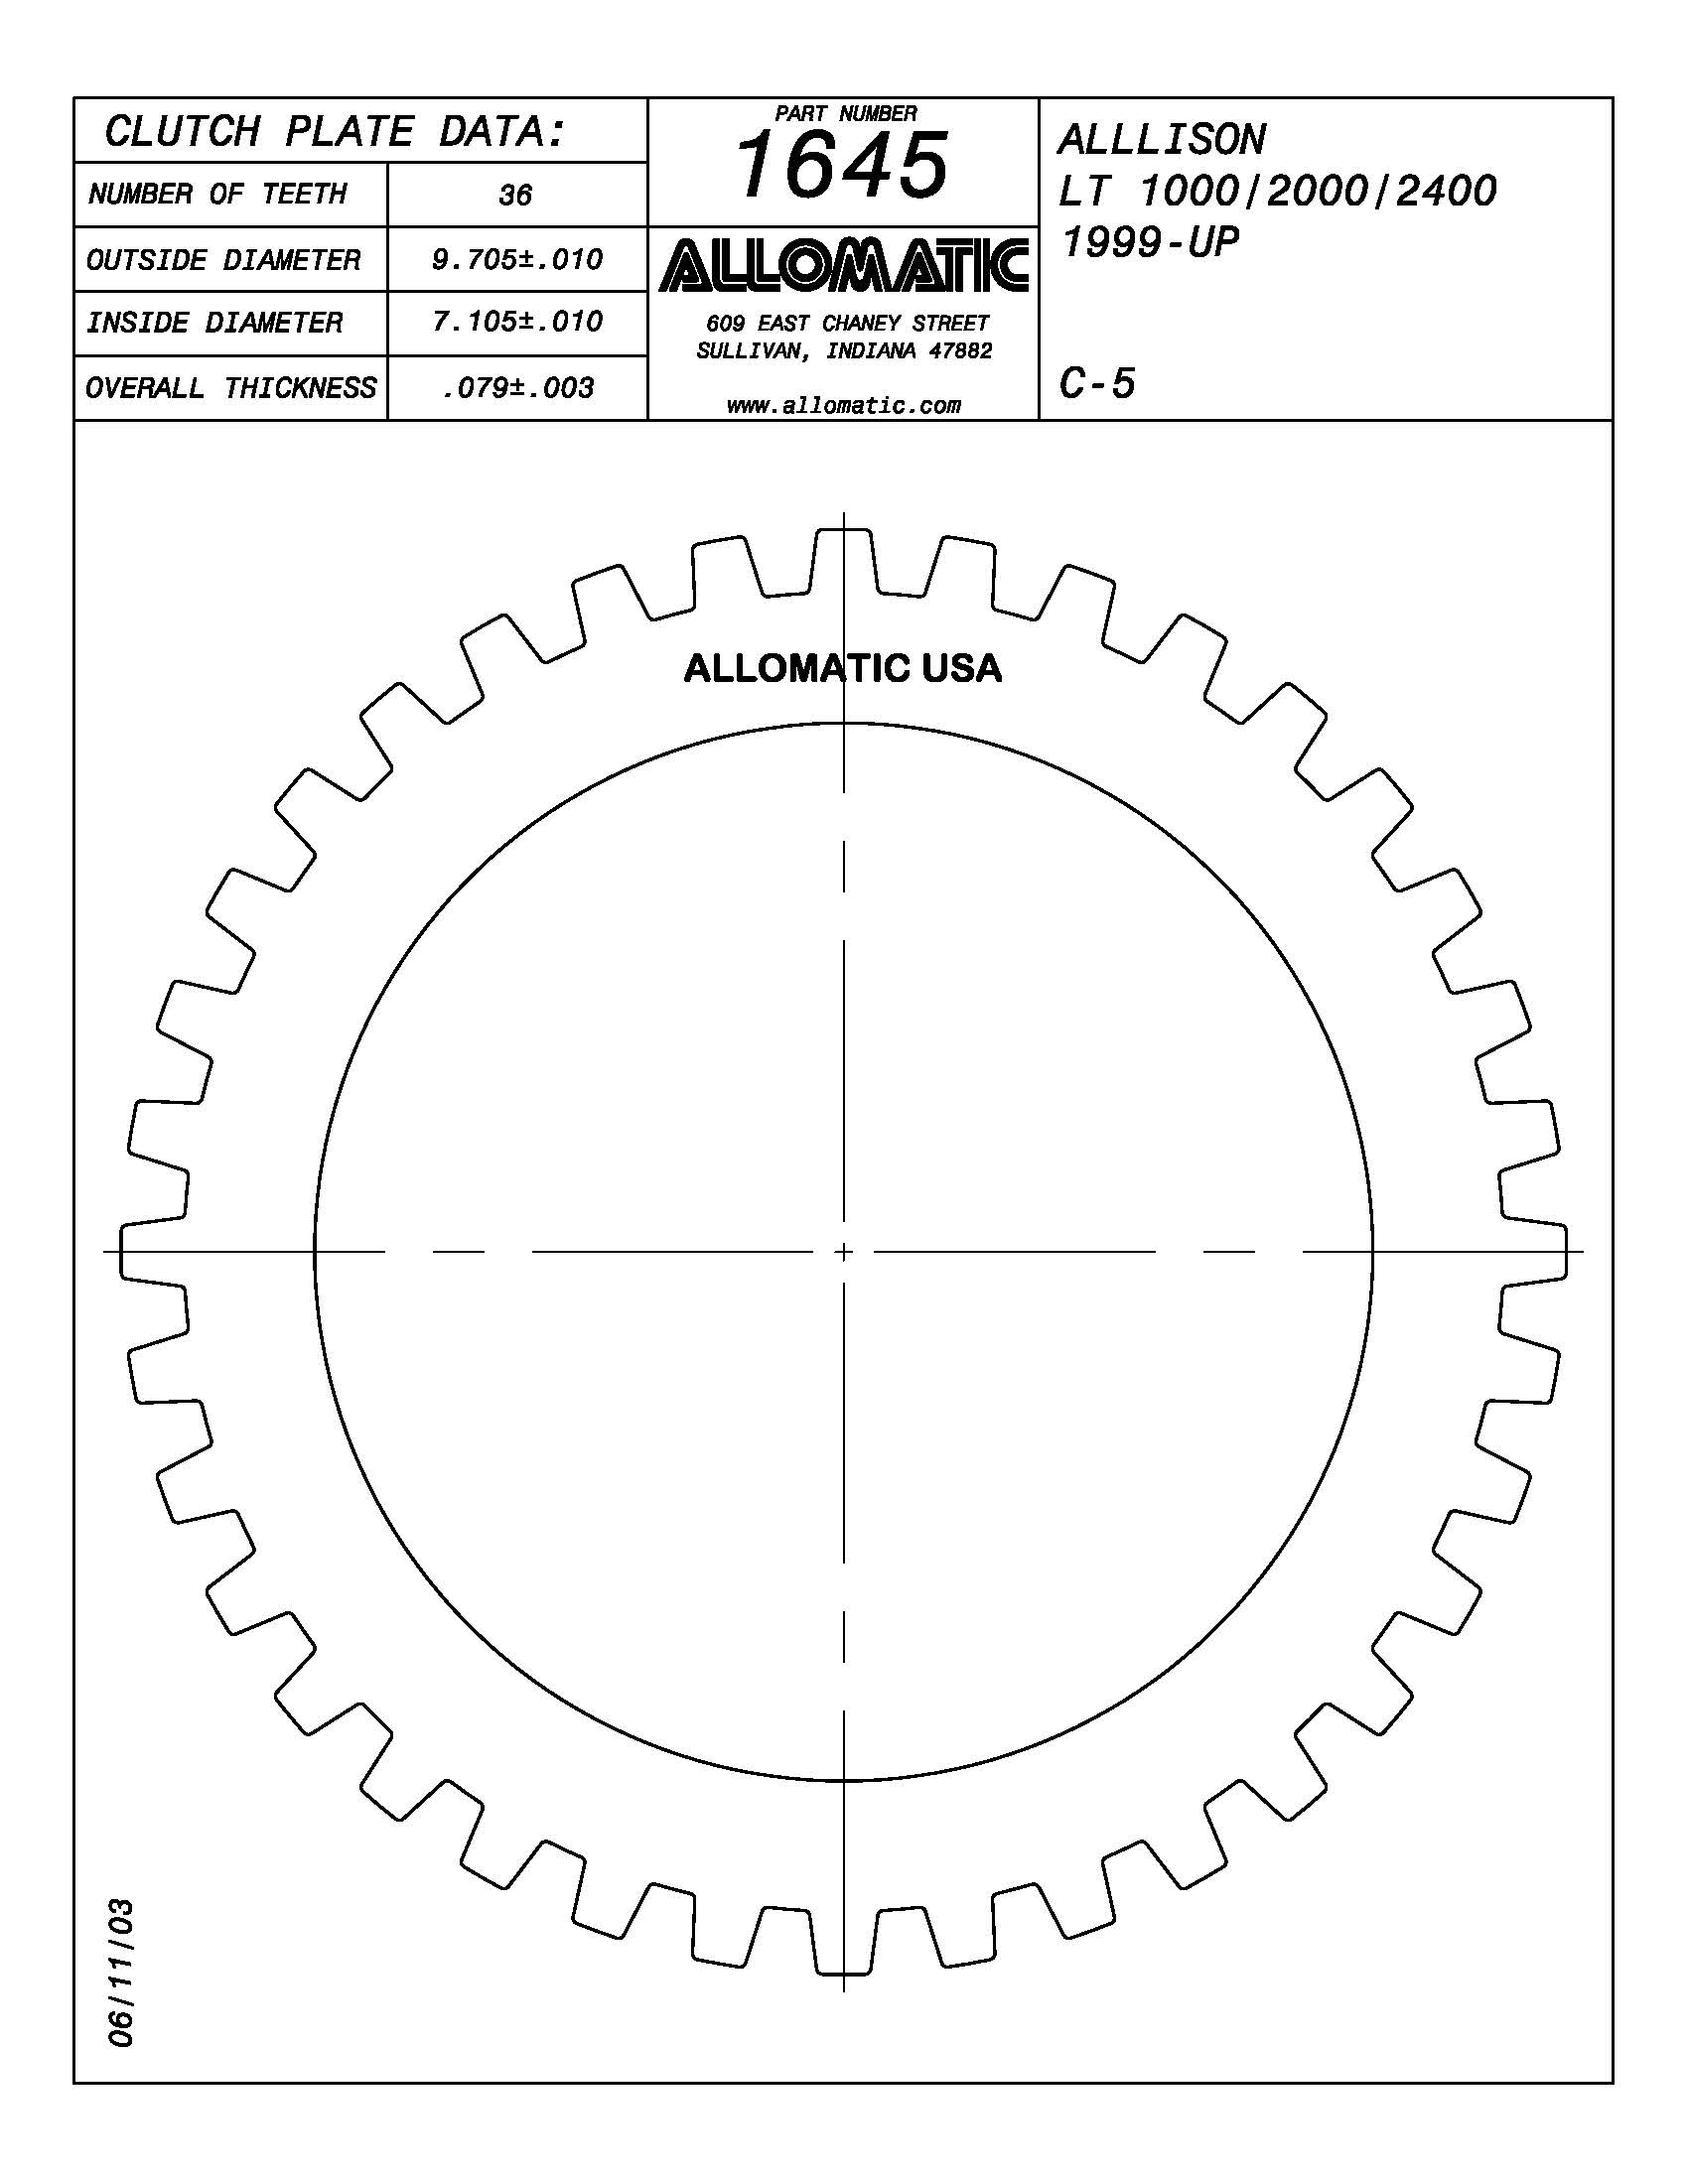 CLUTCH PLATE DATA:
NUMBER OF TEETH 36
OUTSIDE DIAMETER 9.705±.010
INSIDE DIAMETER 7.105±.010
OVERALL THICKNESS .079±.003
PART NUMBER
1645
ALLOMATIC
609 EAST CHANEY STREET
SULLIVAN, INDIANA 47882
www.allomatic.com
ALLLISON
LT 1000/2000/2400
1999-UP
C-5
ALLOMATIC USA
06/11/03